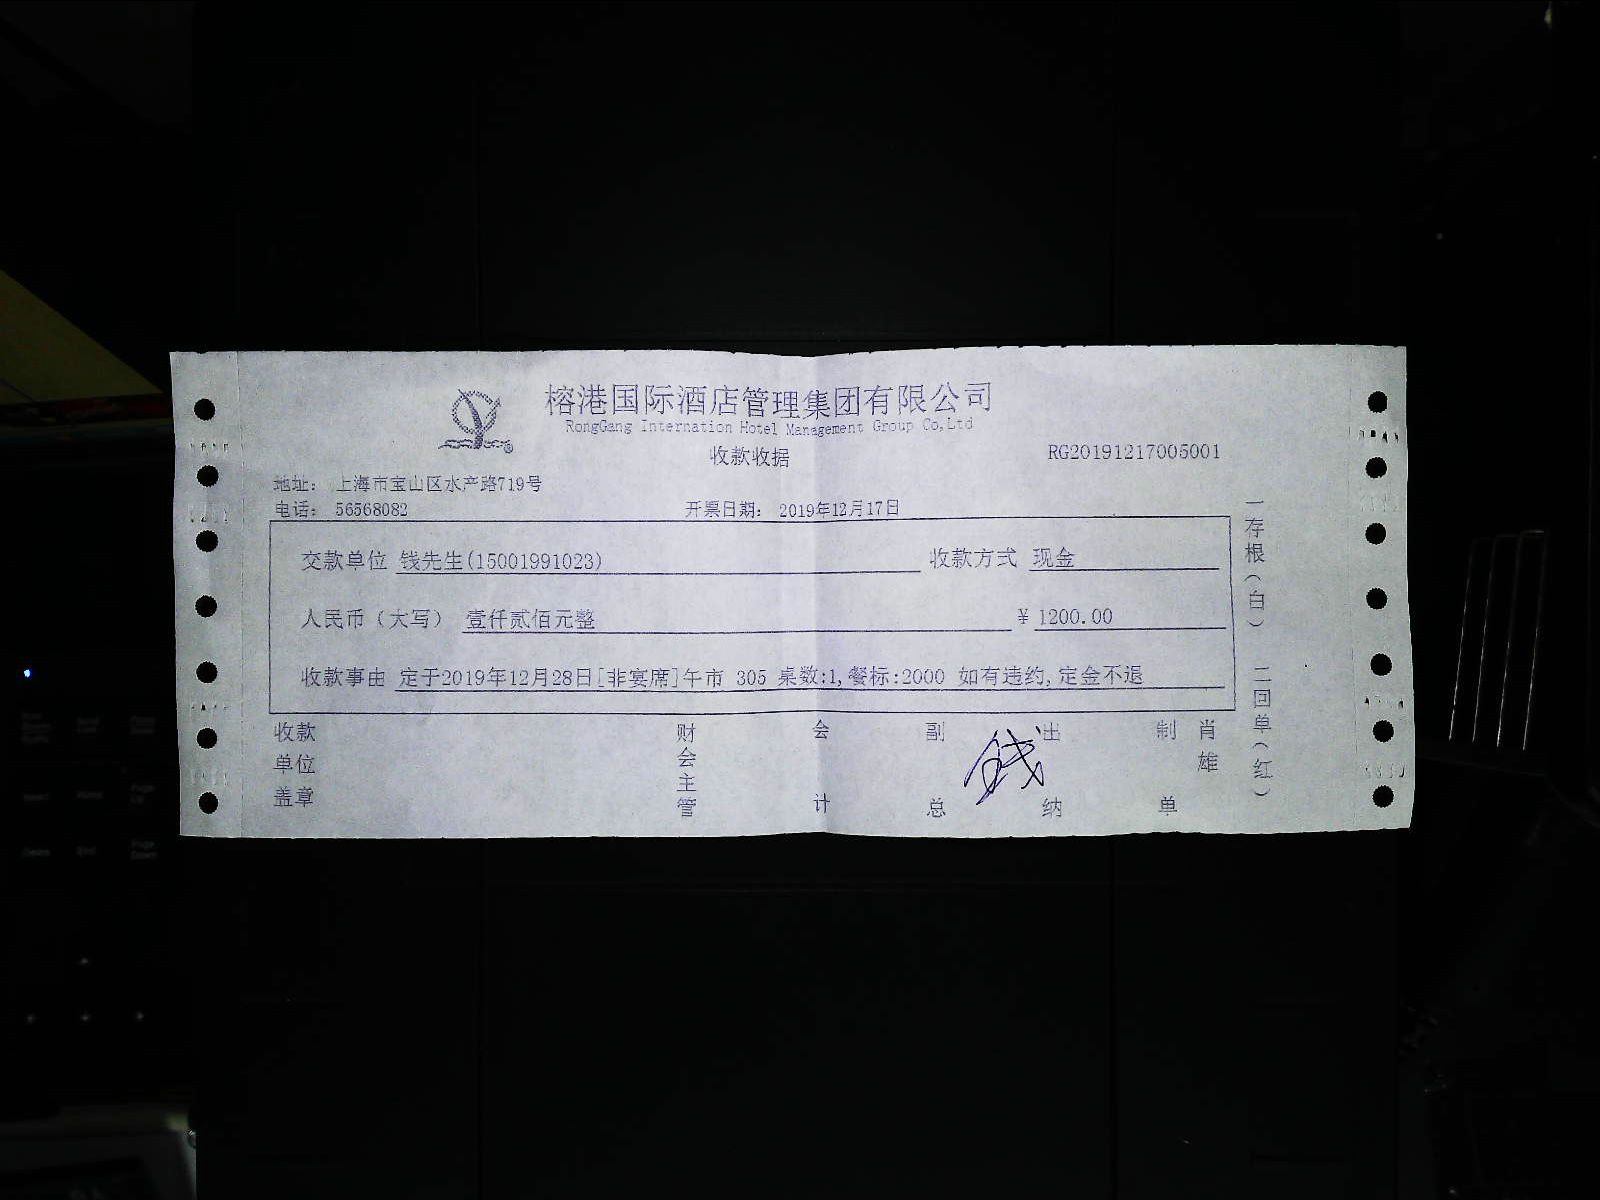 榕港国际酒店管理集团有限公司
RongGang Internation Hotel Management Group Co,Ltd
收款收据
RG20191217005001
地址： 上海市宝山区水产路719号
电话： 56568082
开票日期： 2019年12月17日
交款单位 钱先生(15001991023)
收款方式 现金
人民币（大写） 壹仟贰佰元整
¥ 1200.00
收款事由 定于2019年12月28日[非宴席]午市 305 桌数:1,餐标:2000 如有违约,定金不退
收款单位盖章
财会主管
会计
副总
出纳
钱
制单
肖雄
一存根(白) 二回单(红)